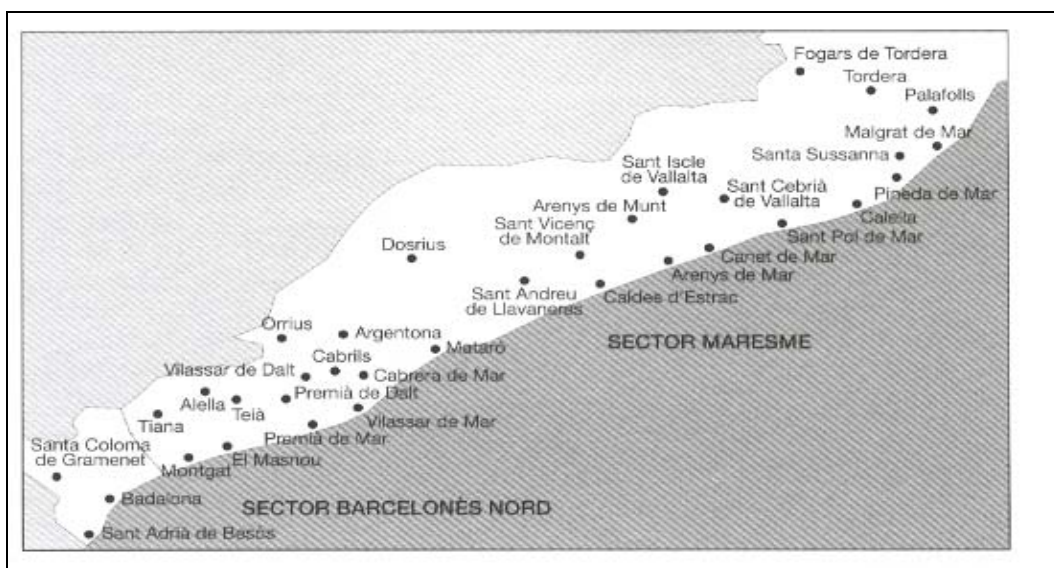 Fogars de Tordera
Tordera
Palafolls
Malgrat de Mar
Santa Sussanna
Sant Iscle
de Vallalta
Sant Cebrià
de Vallalta
Pineda de Mar
Calella
Arenys de Munt
Sant Vicenç
de Montalt
Sant Pol de Mar
Dosrius
Canet de Mar
Arenys de Mar
Sant Andreu
de Llavaneres
Caldes d'Estrac
Orrius
Argentona
SECTOR MARESME
Mataró
Cabrils
Vilassar de Dalt
Cabrera de Mar
Premià de Dalt
Alella
Teià
Tiana
Vilassar de Mar
Premià de Mar
Santa Coloma
de Gramenet
El Masnou
Montgat
Badalona
SECTOR BARCELONÈS NORD
Sant Adrià de Besòs